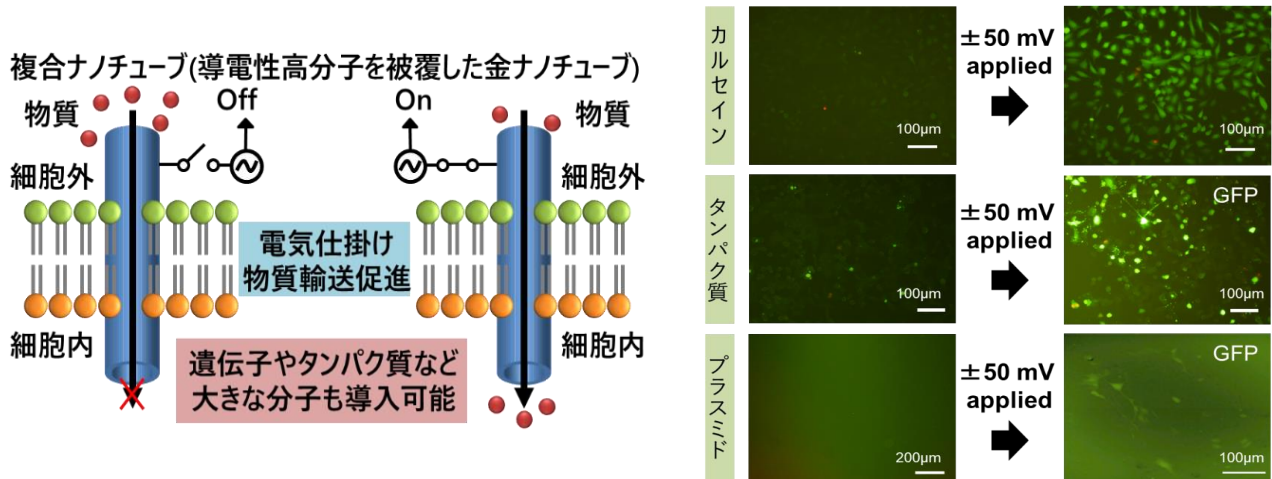 複合ナノチューブ(導電性高分子を被覆した金ナノチューブ)
物質
Off
On
物質
細胞外
細胞外
電気仕掛け
物質輸送促進
細胞内
細胞内
遺伝子やタンパク質など
大きな分子も導入可能
カルセイン
100μm
±50 mV
applied
100μm
タンパク質
100μm
±50 mV
applied
GFP
100μm
プラスミド
200μm
±50 mV
applied
GFP
100μm